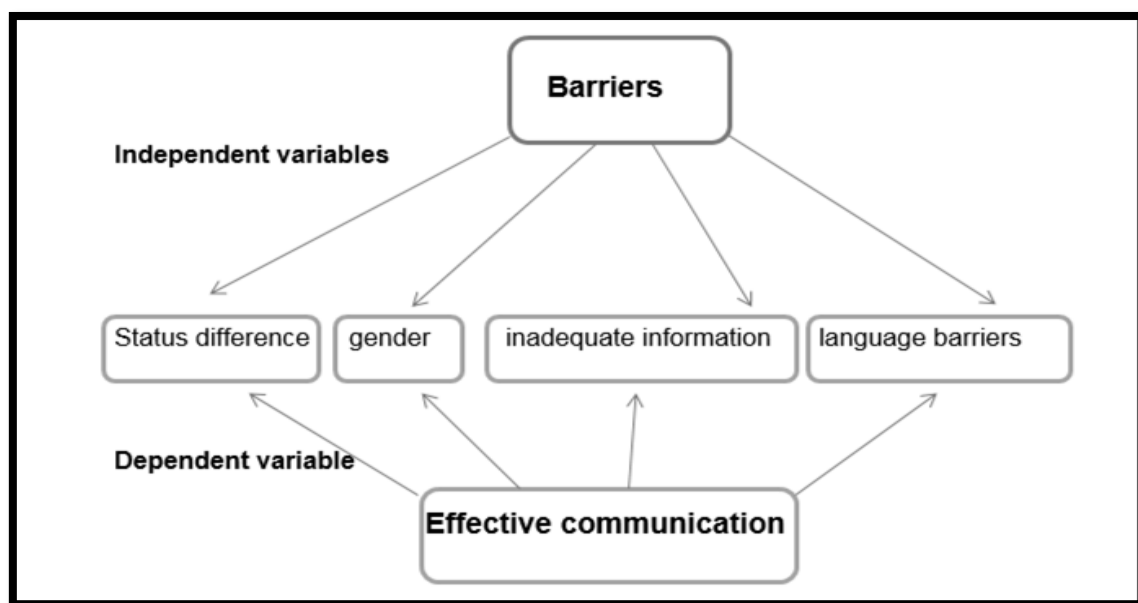 Barriers
Independent variables
Status difference
gender
inadequate information
language barriers
Dependent variable
Effective communication